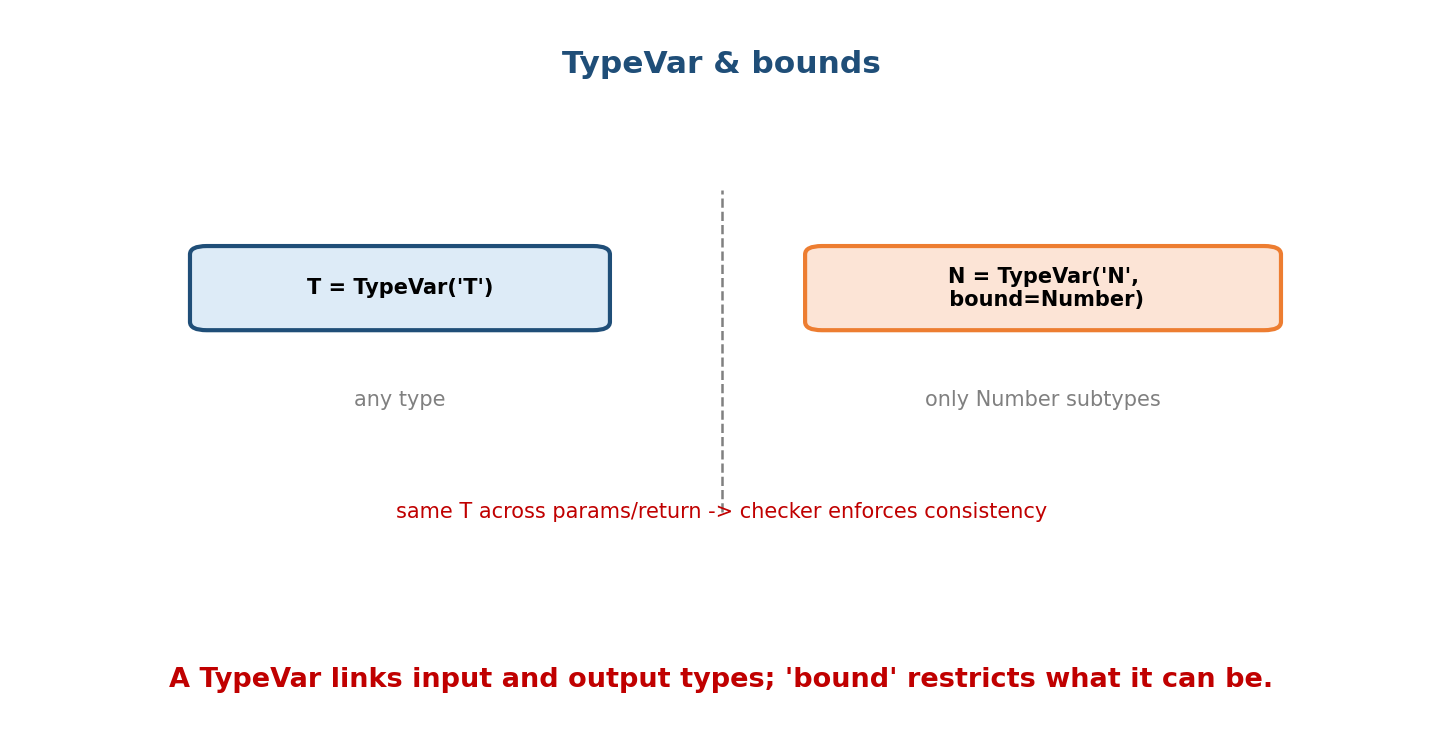 TypeVar & bounds
T = TypeVar('T')
N = TypeVar('N',
bound=Number)
any type
only Number subtypes
same T across params/return -> checker enforces consistency
A TypeVar links input and output types; 'bound' restricts what it can be.